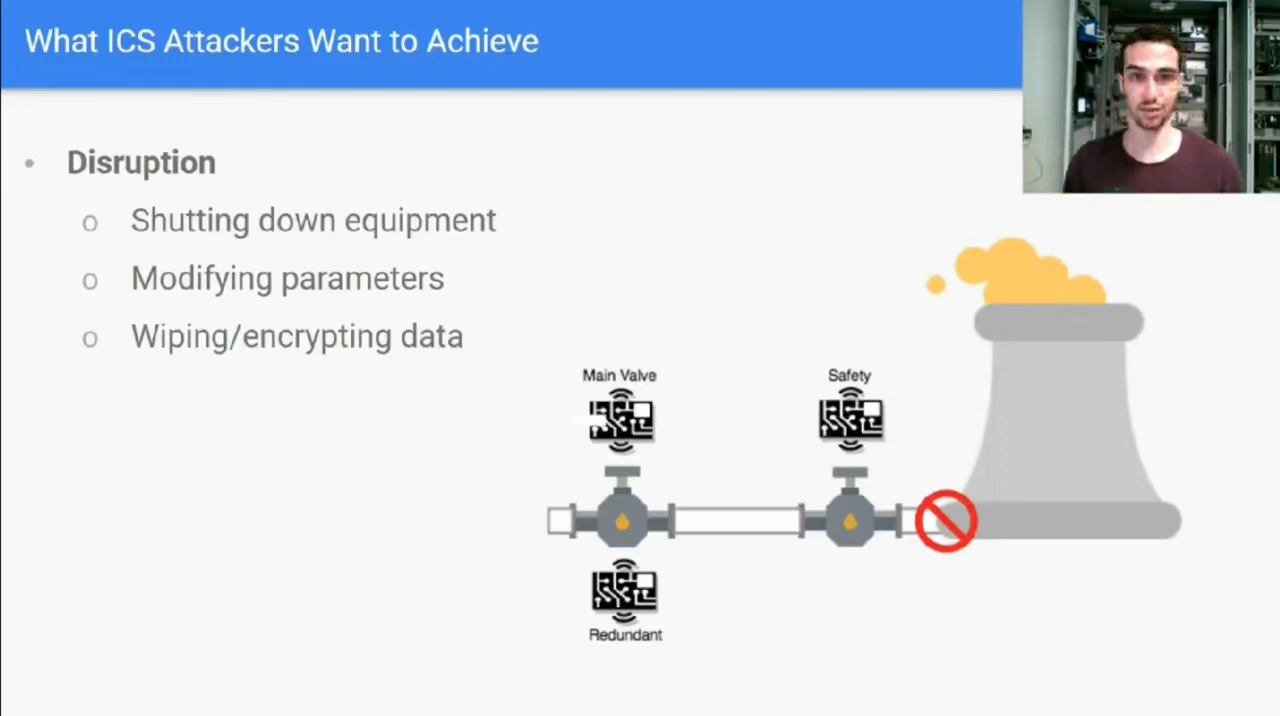 What ICS Attackers Want to Achieve
Disruption
Shutting down equipment
Modifying parameters
Wiping/encrypting data
Main Valve
Safety
Redundant